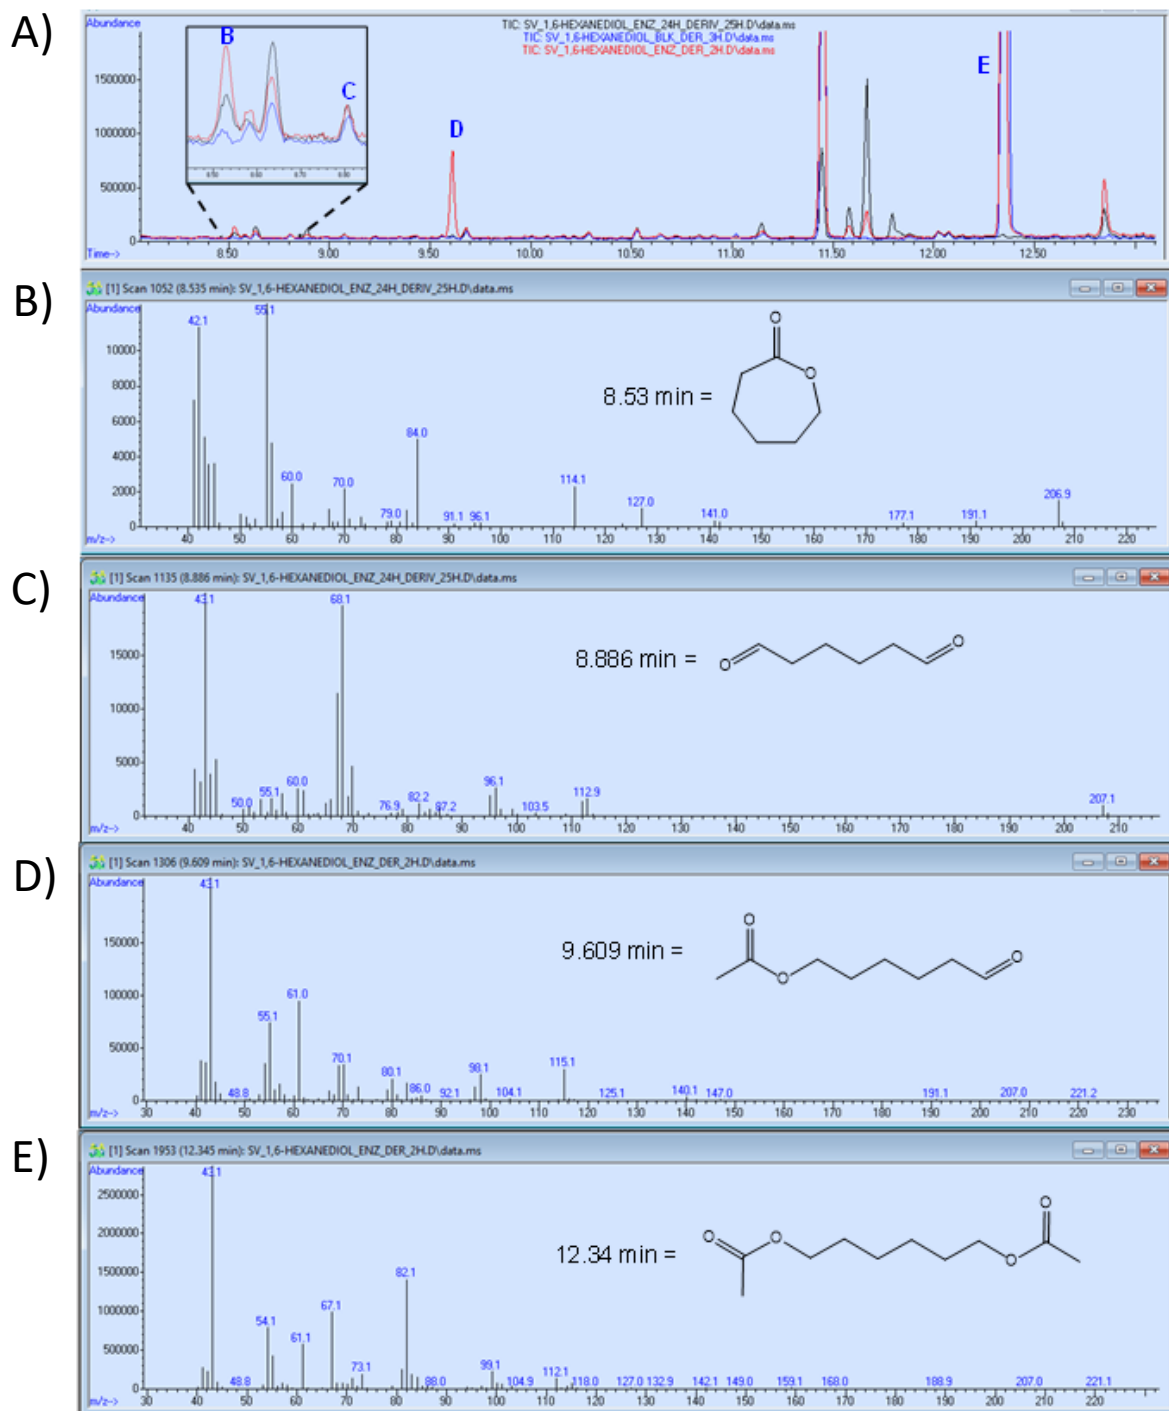 A)
Abundance
TIC: SV_1,6-HEXANEDIOL_ENZ_24H_DERIV_25H.D\data.ms
TIC: SV_1,6-HEXANEDIOL_BLK_DER_3H.D\data.ms
TIC: SV_1,6-HEXANEDIOL_ENZ_DER_2H.D\data.ms
B
C
D
E
1500000
1000000
500000
0
8.50 8.60 8.70 8.80
Time-> 8.50 9.00 9.50 10.00 10.50 11.00 11.50 12.00 12.50
B)
[1] Scan 1052 (8.535 min): SV_1,6-HEXANEDIOL_ENZ_24H_DERIV_25H.D\data.ms
Abundance
42.1 55.1
10000
8000
6000
4000
2000
0
8.53 min =
O
O
84.0
60.0 70.0 114.1
79.0 91.1 96.1 127.0 141.0 177.1 191.1 206.9
m/z-> 40 50 60 70 80 90 100 110 120 130 140 150 160 170 180 190 200 210 220
C)
[1] Scan 1135 (8.886 min): SV_1,6-HEXANEDIOL_ENZ_24H_DERIV_25H.D\data.ms
Abundance
43.1 68.1
15000
10000
5000
0
8.886 min =
O O
50.0 55.1 60.0 76.9 82.2 87.2 96.1 103.5 112.9 207.1
m/z-> 40 50 60 70 80 90 100 110 120 130 140 150 160 170 180 190 200 210
D)
[1] Scan 1306 (9.609 min): SV_1,6-HEXANEDIOL_ENZ_DER_2H.D\data.ms
Abundance
43.1
150000
100000
50000
0
9.609 min =
O
O
O
61.0
55.1
70.1 80.1 98.1 115.1
48.8 86.0 92.1 104.1 125.1 140.1 147.0 191.1 207.0 221.2
m/z-> 30 40 50 60 70 80 90 100 110 120 130 140 150 160 170 180 190 200 210 220 230
E)
[1] Scan 1953 (12.345 min): SV_1,6-HEXANEDIOL_ENZ_DER_2H.D\data.ms
Abundance
43.1
2500000
2000000
1500000
1000000
500000
0
12.34 min =
O
O
O
O
82.1
67.1
54.1
61.1
73.1 99.1 112.1
48.8 88.0 104.9 118.0 127.0 132.9 142.1 149.0 159.1 168.0 188.9 207.0 221.1
m/z-> 30 40 50 60 70 80 90 100 110 120 130 140 150 160 170 180 190 200 210 220